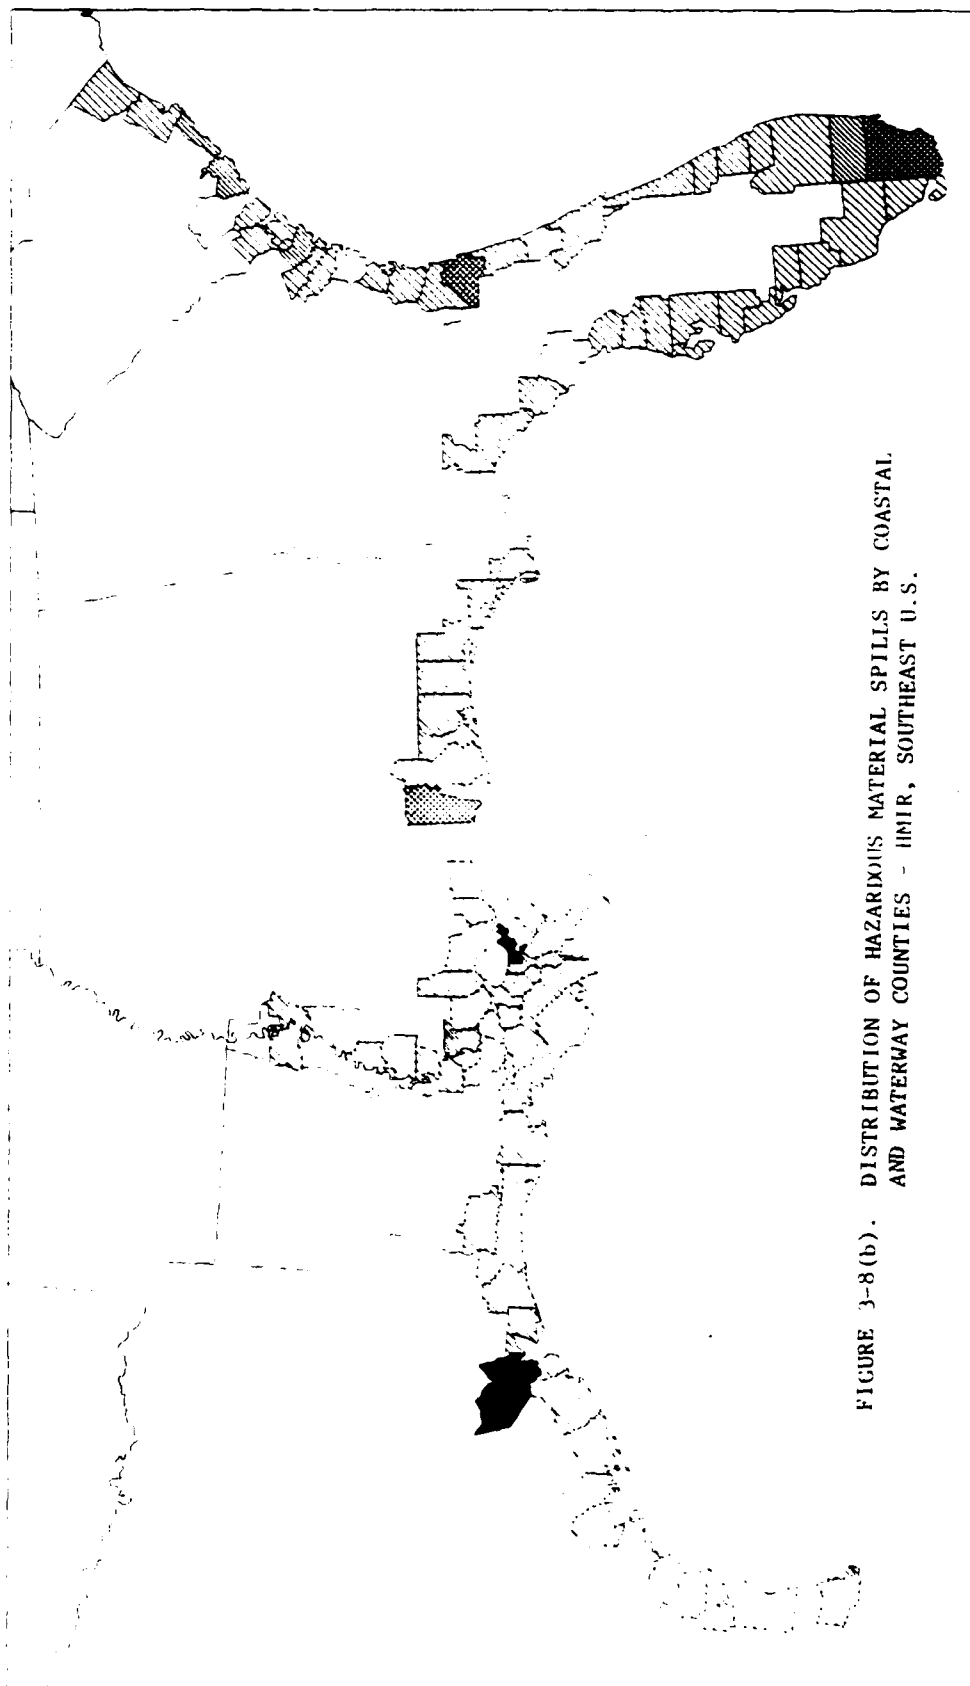 FIGURE 3-8(b). DISTRIBUTION OF HAZARDOUS MATERIAL SPILLS BY COASTAL
AND WATERWAY COUNTIES - HMIR, SOUTHEAST U.S.